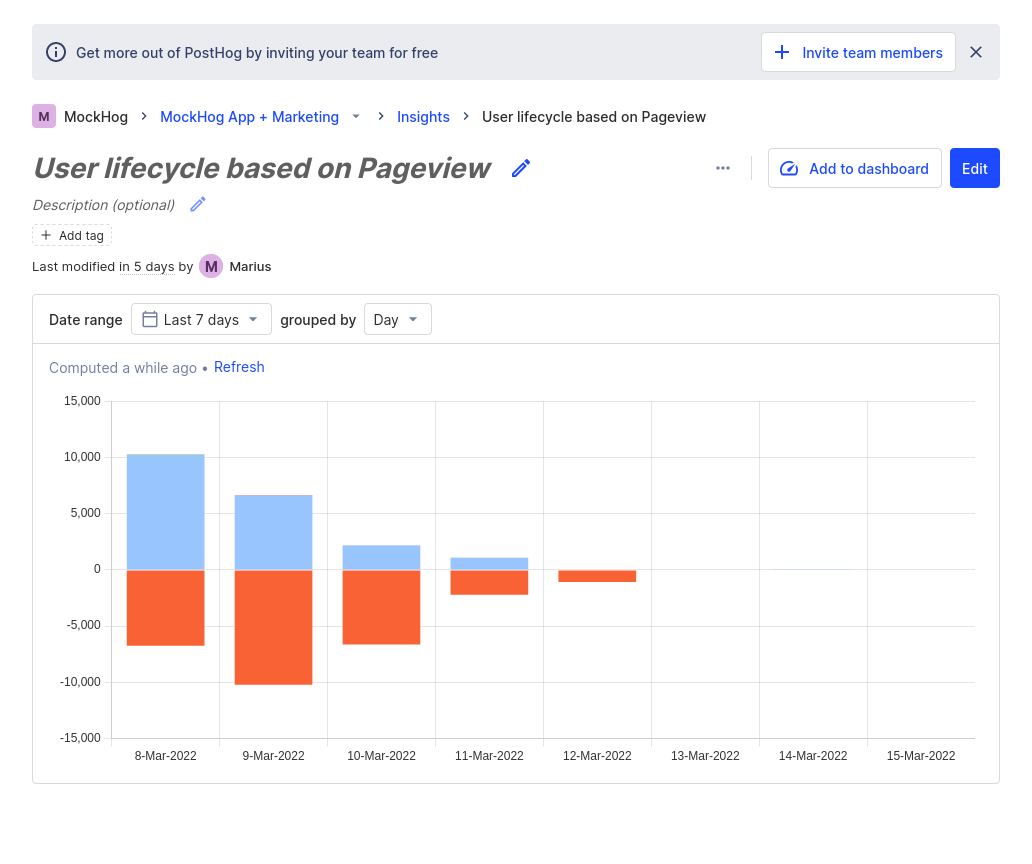 Get more out of PostHog by inviting your team for free
Invite team members
M MockHog
MockHog App + Marketing
Insights
User lifecycle based on Pageview
User lifecycle based on Pageview
Add to dashboard
Edit
Description (optional)
Add tag
Last modified in 5 days by M Marius
Date range Last 7 days grouped by Day
Computed a while ago • Refresh
15,000
10,000
5,000
0
-5,000
-10,000
-15,000
8-Mar-2022 9-Mar-2022 10-Mar-2022 11-Mar-2022 12-Mar-2022 13-Mar-2022 14-Mar-2022 15-Mar-2022